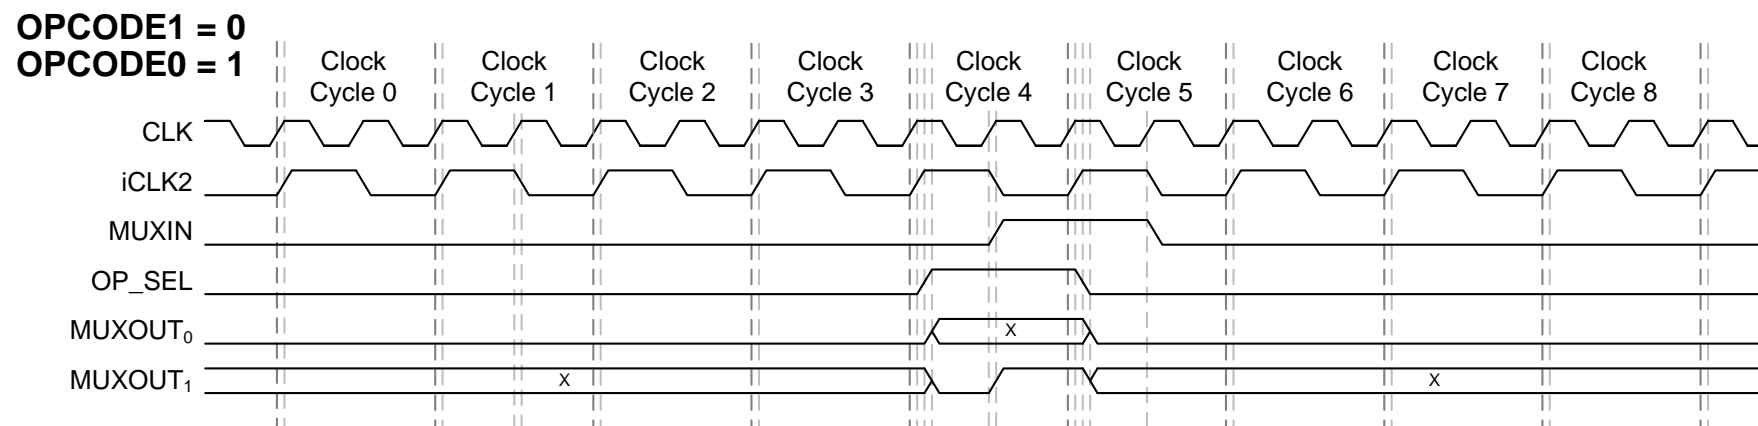 OPCODE1 = 0
OPCODE0 = 1
Clock Cycle 0
Clock Cycle 1
Clock Cycle 2
Clock Cycle 3
Clock Cycle 4
Clock Cycle 5
Clock Cycle 6
Clock Cycle 7
Clock Cycle 8
CLK
iCLK2
MUXIN
OP_SEL
MUXOUT₀ X
MUXOUT₁ X X